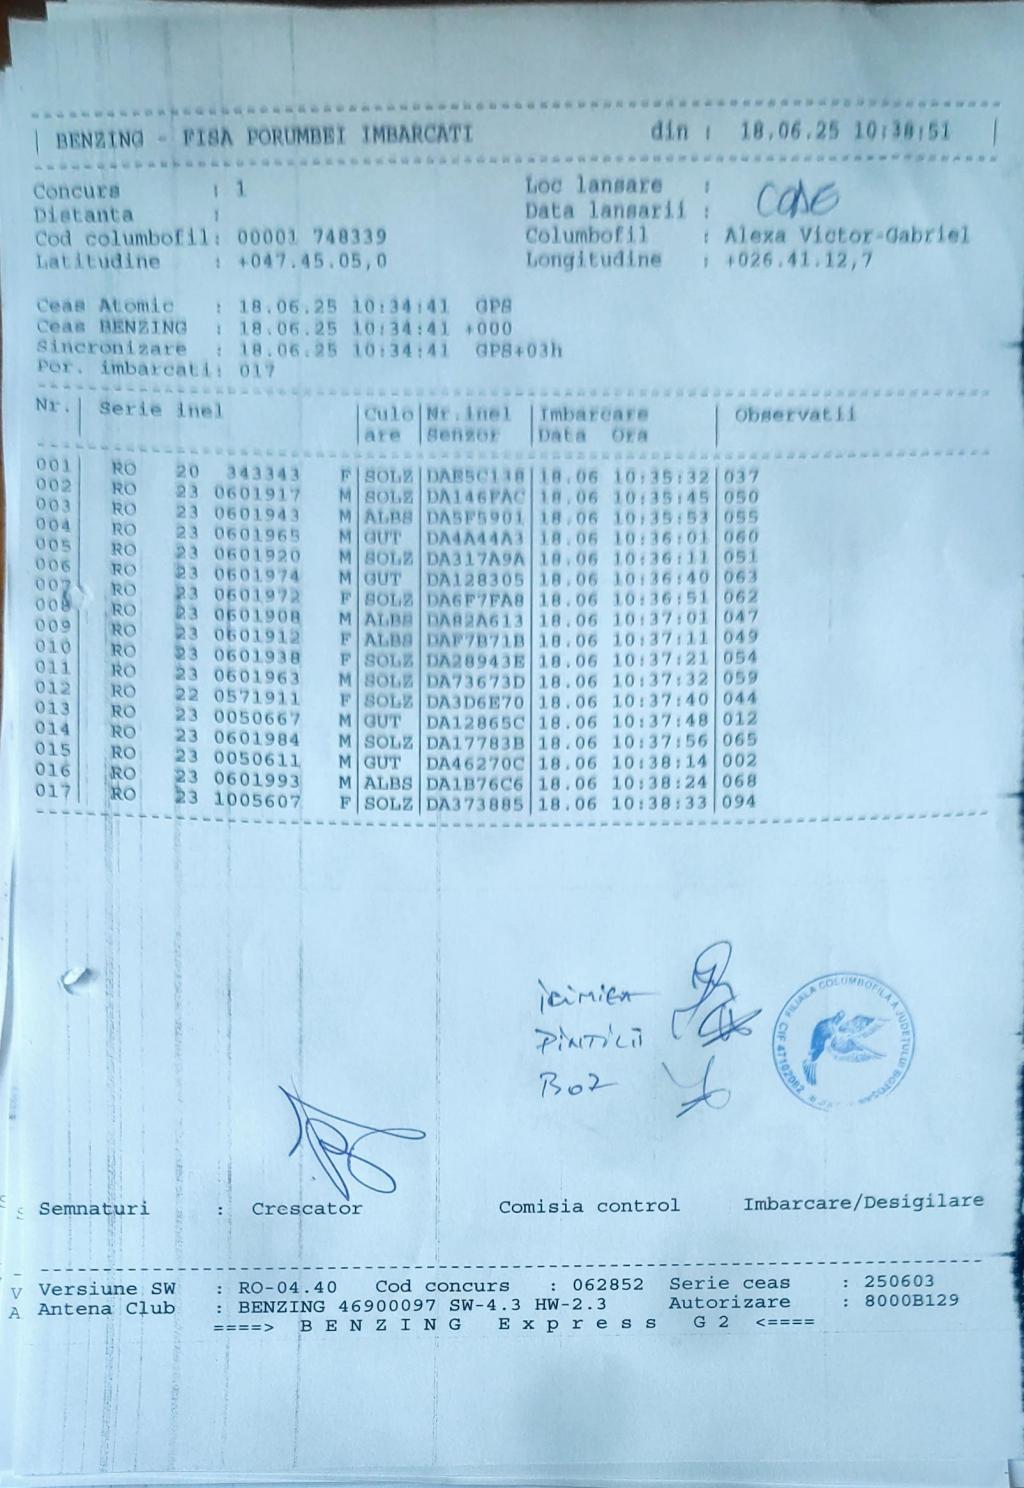 BENZING - FISA PORUMBEI IMBARCATI din : 18.06.25 10:38:51
Concurs : 1 Loc lansare :
Distanta : Data lansarii :
Cod columbofil: 00001 748339 Columbofil : Alexa Victor-Gabriel
Latitudine : +047.45.05,0 Longitudine : +026.41.12,7
Ceas Atomic : 18.06.25 10:34:41 GPS
Ceas BENZING : 18.06.25 10:34:41 +000
Sincronizare : 18.06.25 10:34:41 GPS+03h
Por. imbarcati: 017
Nr. Serie inel Culo Nr.inel Imbarcare Observatii
are Senzor Data Ora
001 RO 20 343343 F SOLZ DAE5C138 18.06 10:35:32 037
002 RO 23 0601917 M SOLZ DA146FAC 18.06 10:35:45 050
003 RO 23 0601943 M ALBS DA5F5901 18.06 10:35:53 055
004 RO 23 0601965 M GUT DA4A44A3 18.06 10:36:01 060
005 RO 23 0601920 M SOLZ DA317A9A 18.06 10:36:11 051
006 RO 23 0601974 M GUT DA128305 18.06 10:36:40 063
007 RO 23 0601972 F SOLZ DA6F7FA8 18.06 10:36:51 062
008 RO 23 0601908 M ALBS DA82A613 18.06 10:37:01 047
009 RO 23 0601912 F ALBS DAF7B71B 18.06 10:37:11 049
010 RO 23 0601938 F SOLZ DA28943E 18.06 10:37:21 054
011 RO 23 0601963 M SOLZ DA73673D 18.06 10:37:32 059
012 RO 22 0571911 F SOLZ DA3D6E70 18.06 10:37:40 044
013 RO 23 0050667 M GUT DA12865C 18.06 10:37:48 012
014 RO 23 0601984 M SOLZ DA17783B 18.06 10:37:56 065
015 RO 23 0050611 M GUT DA46270C 18.06 10:38:14 002
016 RO 23 0601993 M ALBS DA1B76C6 18.06 10:38:24 068
017 RO 23 1005607 F SOLZ DA373885 18.06 10:38:33 094
PINTILII
BOZ
FILIALA COLUMBOFILA A JUDETULUI BOTOSANI
CIF 47192082
Semnaturi : Crescator Comisia control Imbarcare/Desigilare
Versiune SW : RO-04.40 Cod concurs : 062852 Serie ceas : 250603
Antena Club : BENZING 46900097 SW-4.3 HW-2.3 Autorizare : 8000B129
====> B E N Z I N G E x p r e s s G 2 <====